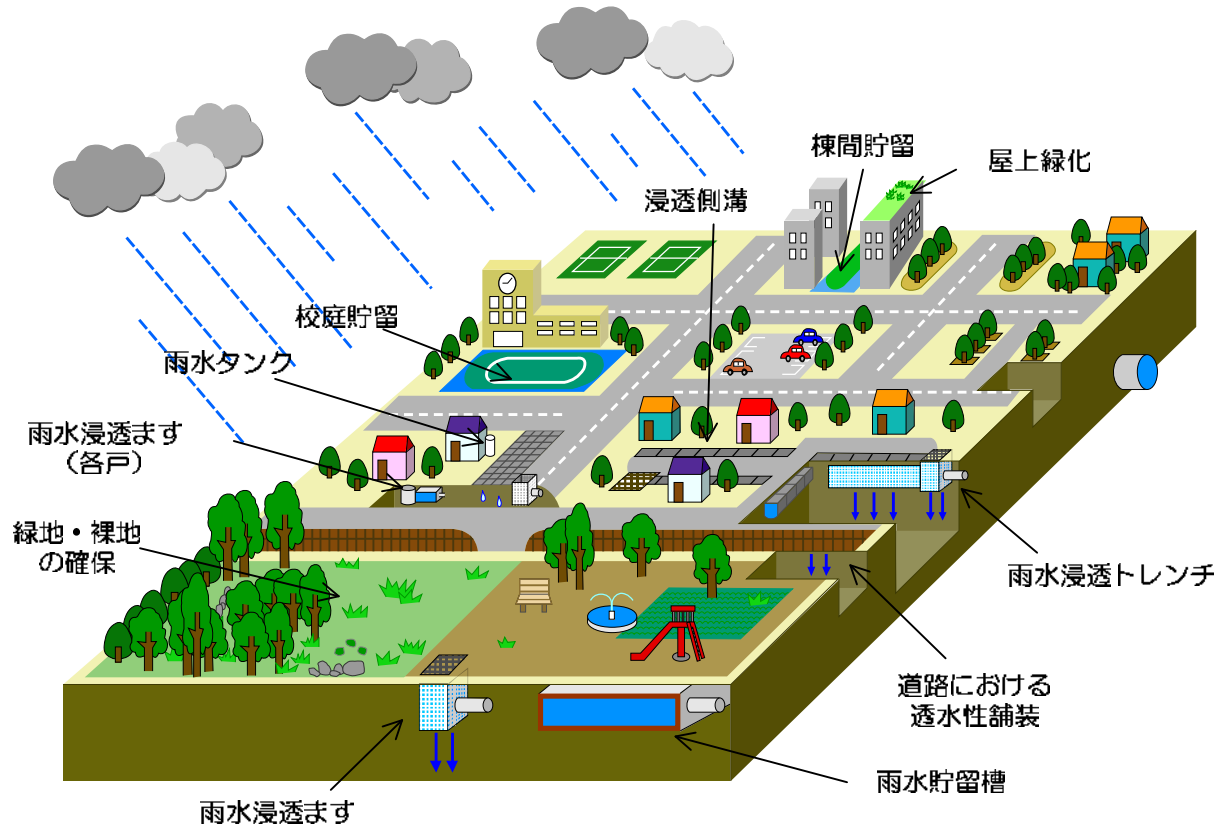 棟間貯留
屋上緑化
浸透側溝
校庭貯留
雨水タンク
雨水浸透ます
（各戸）
緑地・裸地
の確保
雨水浸透トレンチ
道路における
透水性舗装
雨水貯留槽
雨水浸透ます